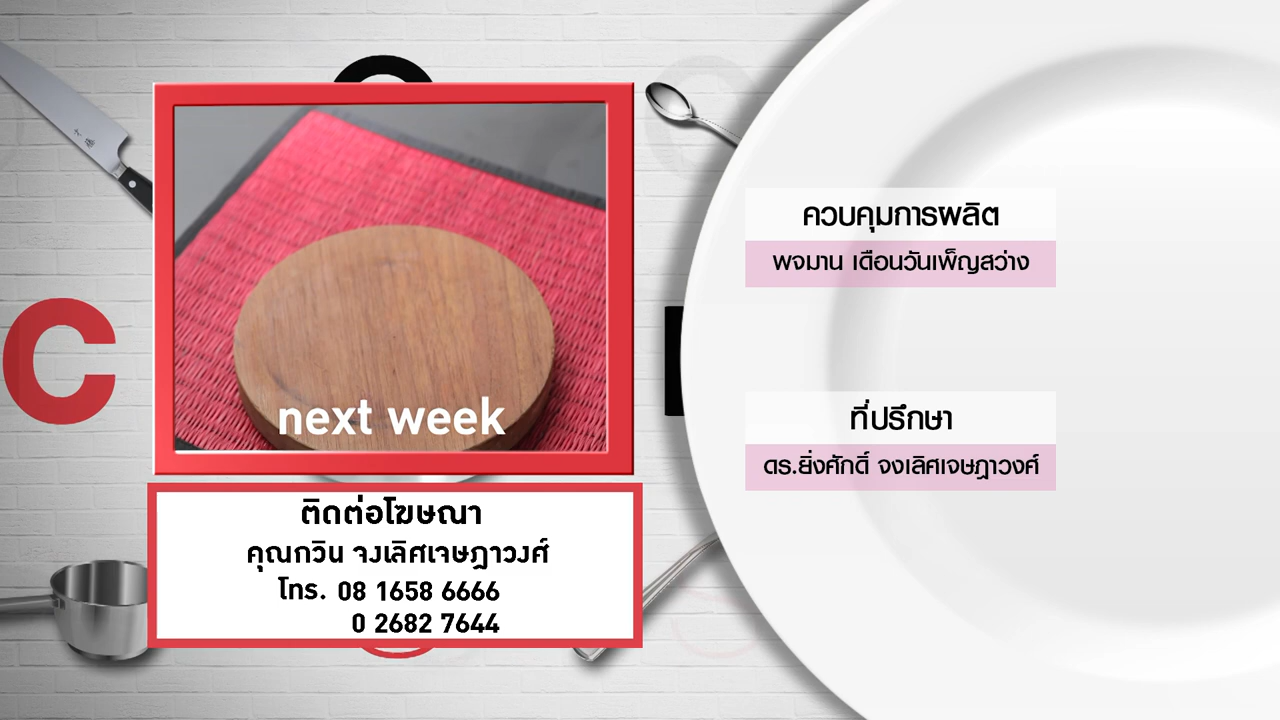 C
next week
ติดต่อโฆษณา
คุณกวิน จงเลิศเจษฎาวงศ์
โทร. 08 1658 6666
0 2682 7644
ควบคุมการผลิต
พจมาน เดือนวันเพ็ญสว่าง
ที่ปรึกษา
ดร.ยิ่งศักดิ์ จงเลิศเจษฎาวงศ์